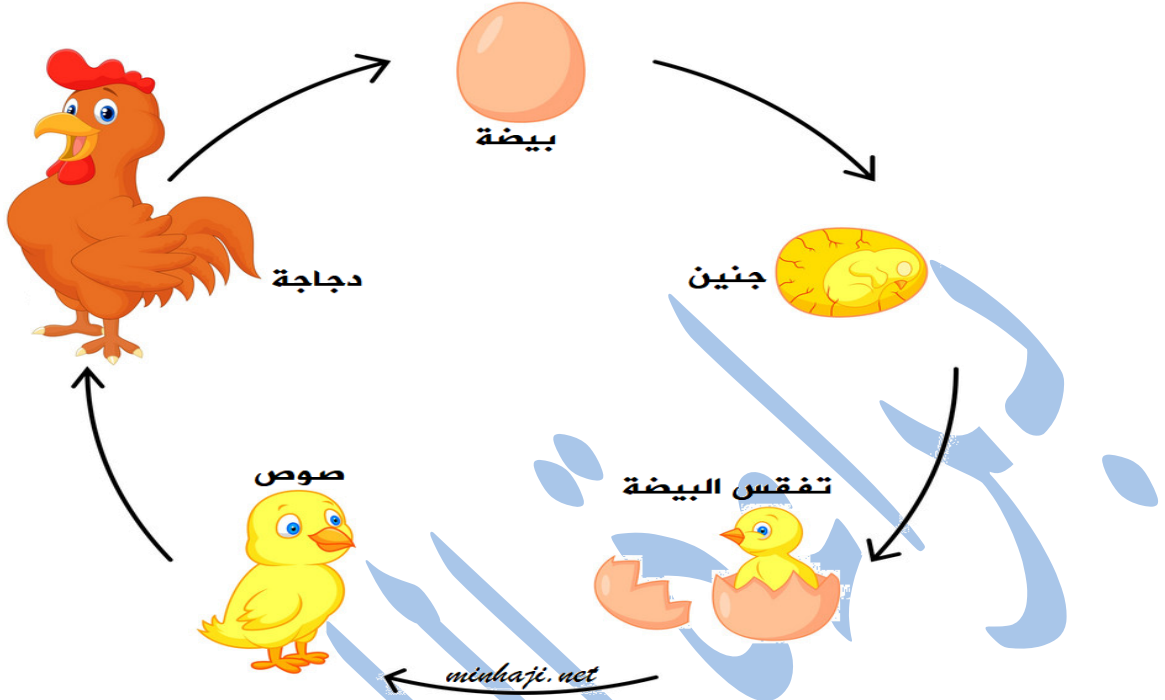 بيضة
جنين
دجاجة
تفقس البيضة
صوص
minhaji.net